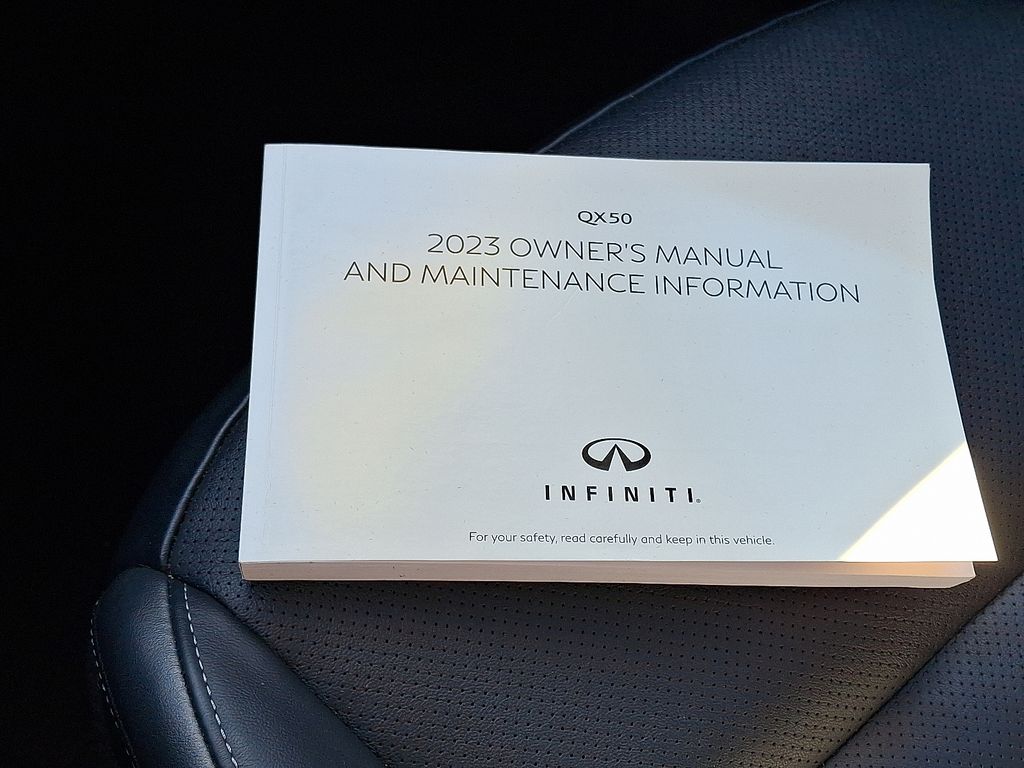 QX50
2023 OWNER'S MANUAL
AND MAINTENANCE INFORMATION
INFINITI®
For your safety, read carefully and keep in this vehicle.